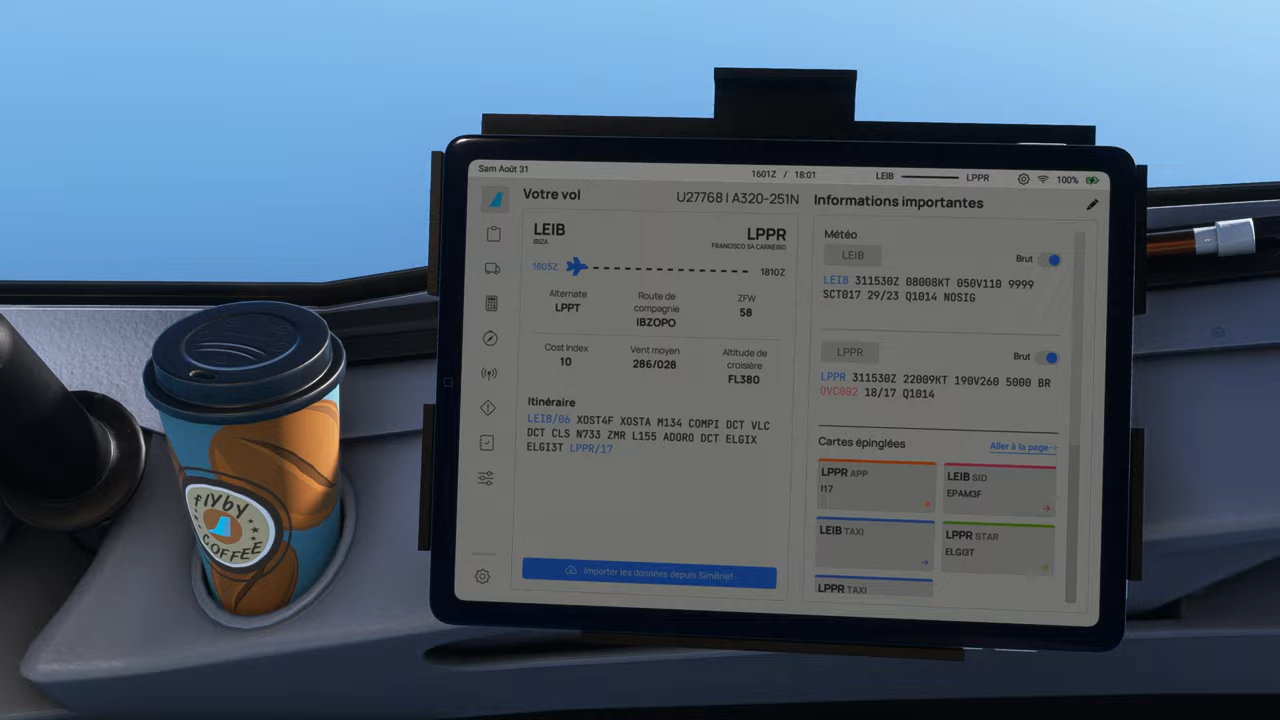 Sam Août 31
1601Z / 18:01
LEIB LPPR
100%
Votre vol
U27768 | A320-251N
LEIB
IBIZA
LPPR
FRANCISCO SA CARNEIRO
1605Z
1810Z
Alternate
LPPT
Route de
compagnie
IBZOPO
ZFW
58
Cost Index
10
Vent moyen
286/028
Altitude de
croisière
FL380
Itinéraire
LEIB/06 XOST4F XOSTA M134 COMPI DCT VLC
DCT CLS N733 ZMR L155 ADORO DCT ELGIX
ELGI3T LPPR/17
Importer les données depuis SimBrief
Informations importantes
Météo
LEIB
Brut
LEIB 311530Z 08008KT 050V110 9999
SCT017 29/23 Q1014 NOSIG
LPPR
Brut
LPPR 311530Z 22009KT 190V260 5000 BR
OVC002 18/17 Q1014
Cartes épinglées
Aller à la page
LPPR APP
I17
LEIB SID
EPAM3F
LEIB TAXI
LPPR STAR
ELGI3T
LPPR TAXI
flyby
COFFEE